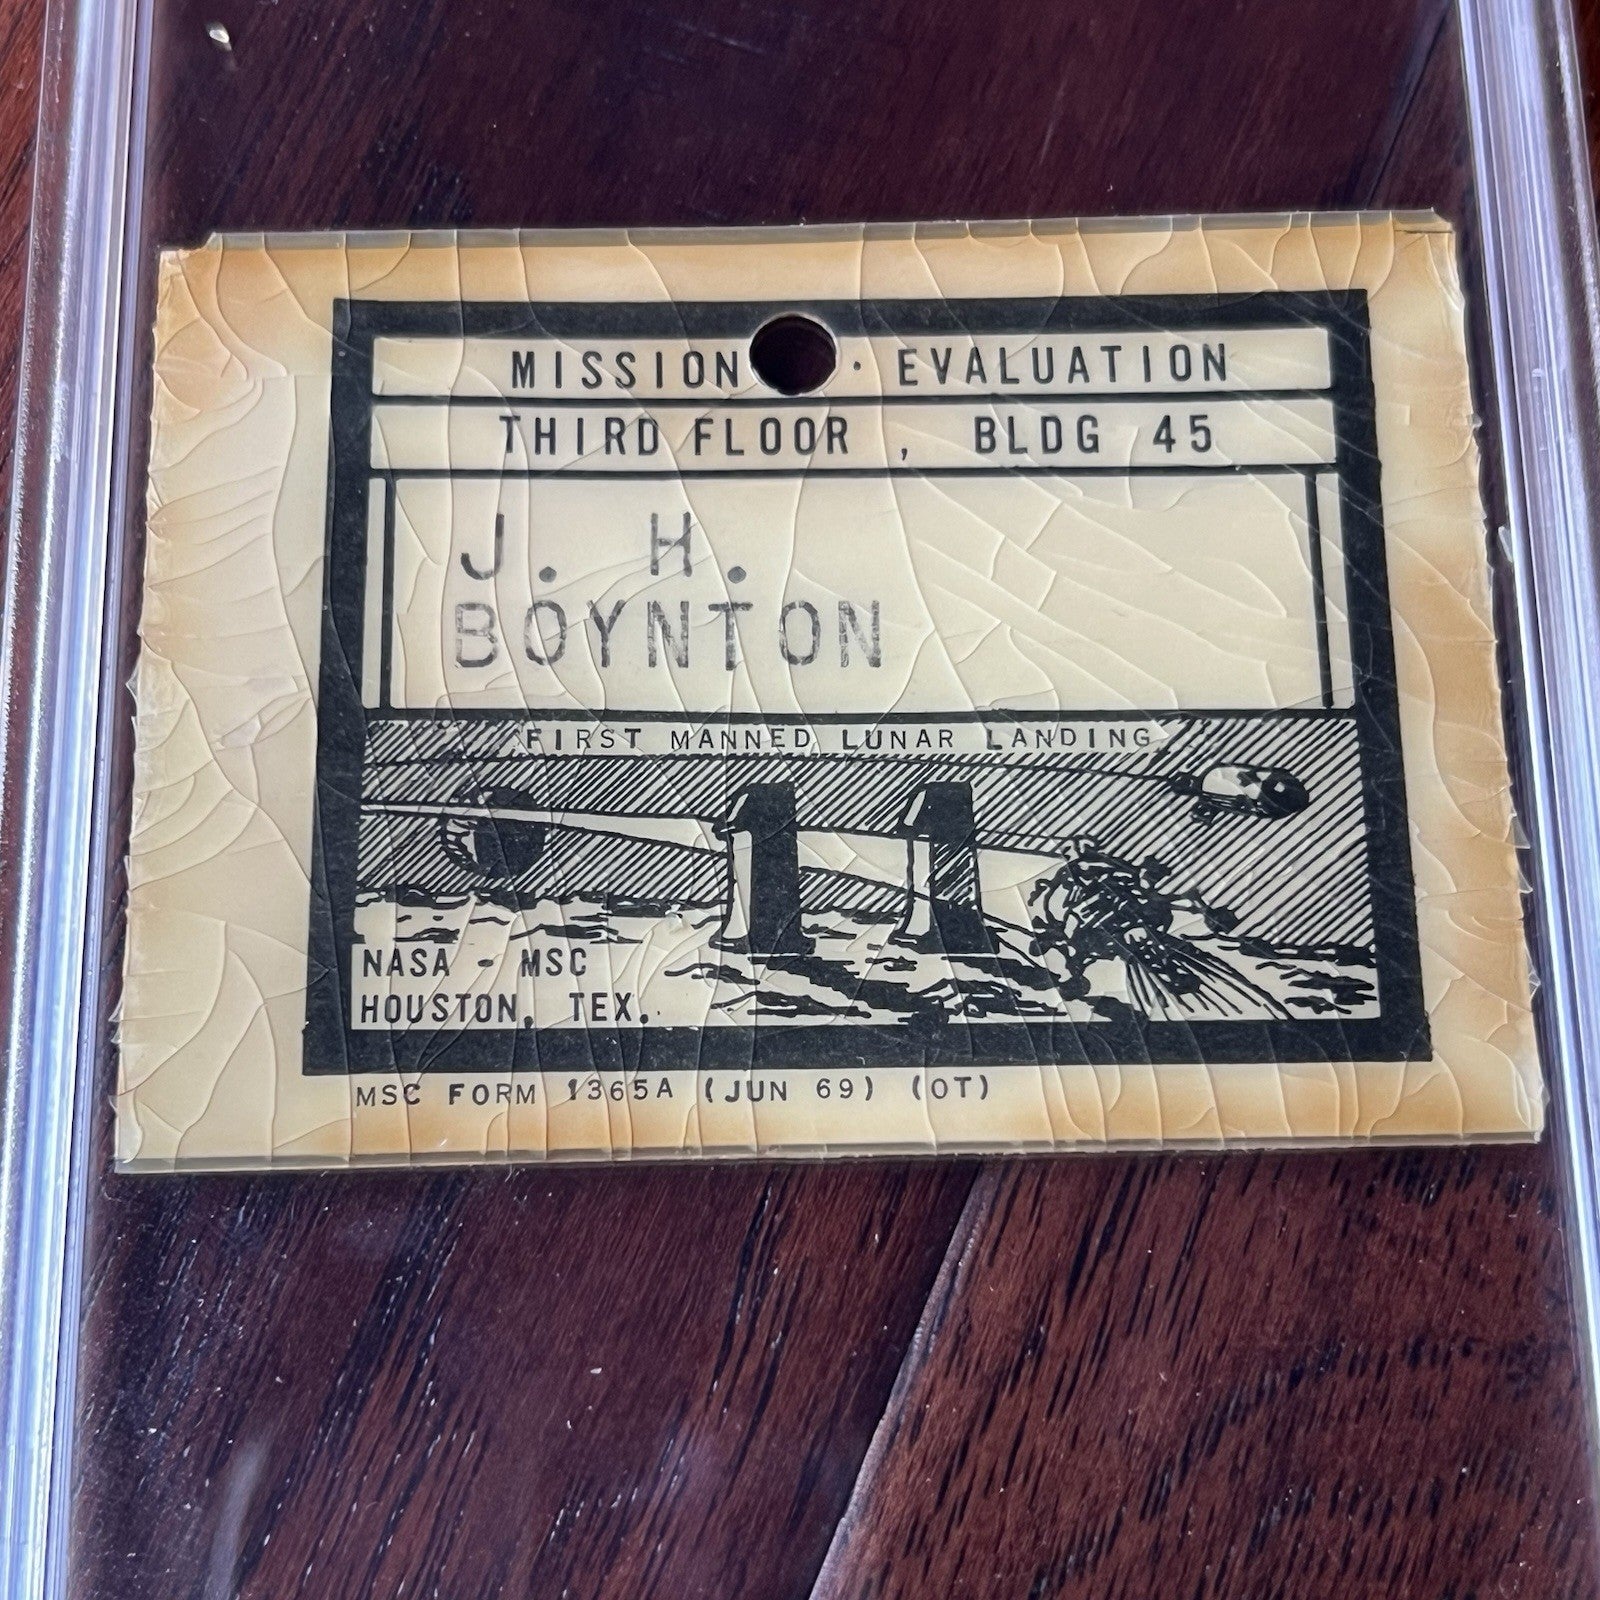 MISSION · EVALUATION
THIRD FLOOR , BLDG 45
J. H.
BOYNTON
FIRST MANNED LUNAR LANDING
11
NASA - MSC
HOUSTON, TEX.
MSC FORM 1365A (JUN 69) (OT)